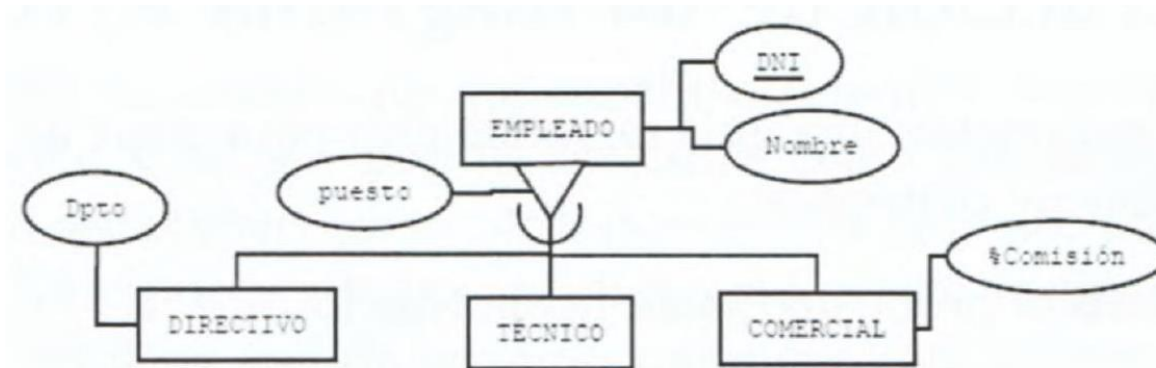 DNI
EMPLEADO
Nombre
puesto
Dpto
%Comisión
DIRECTIVO
TÉCNICO
COMERCIAL